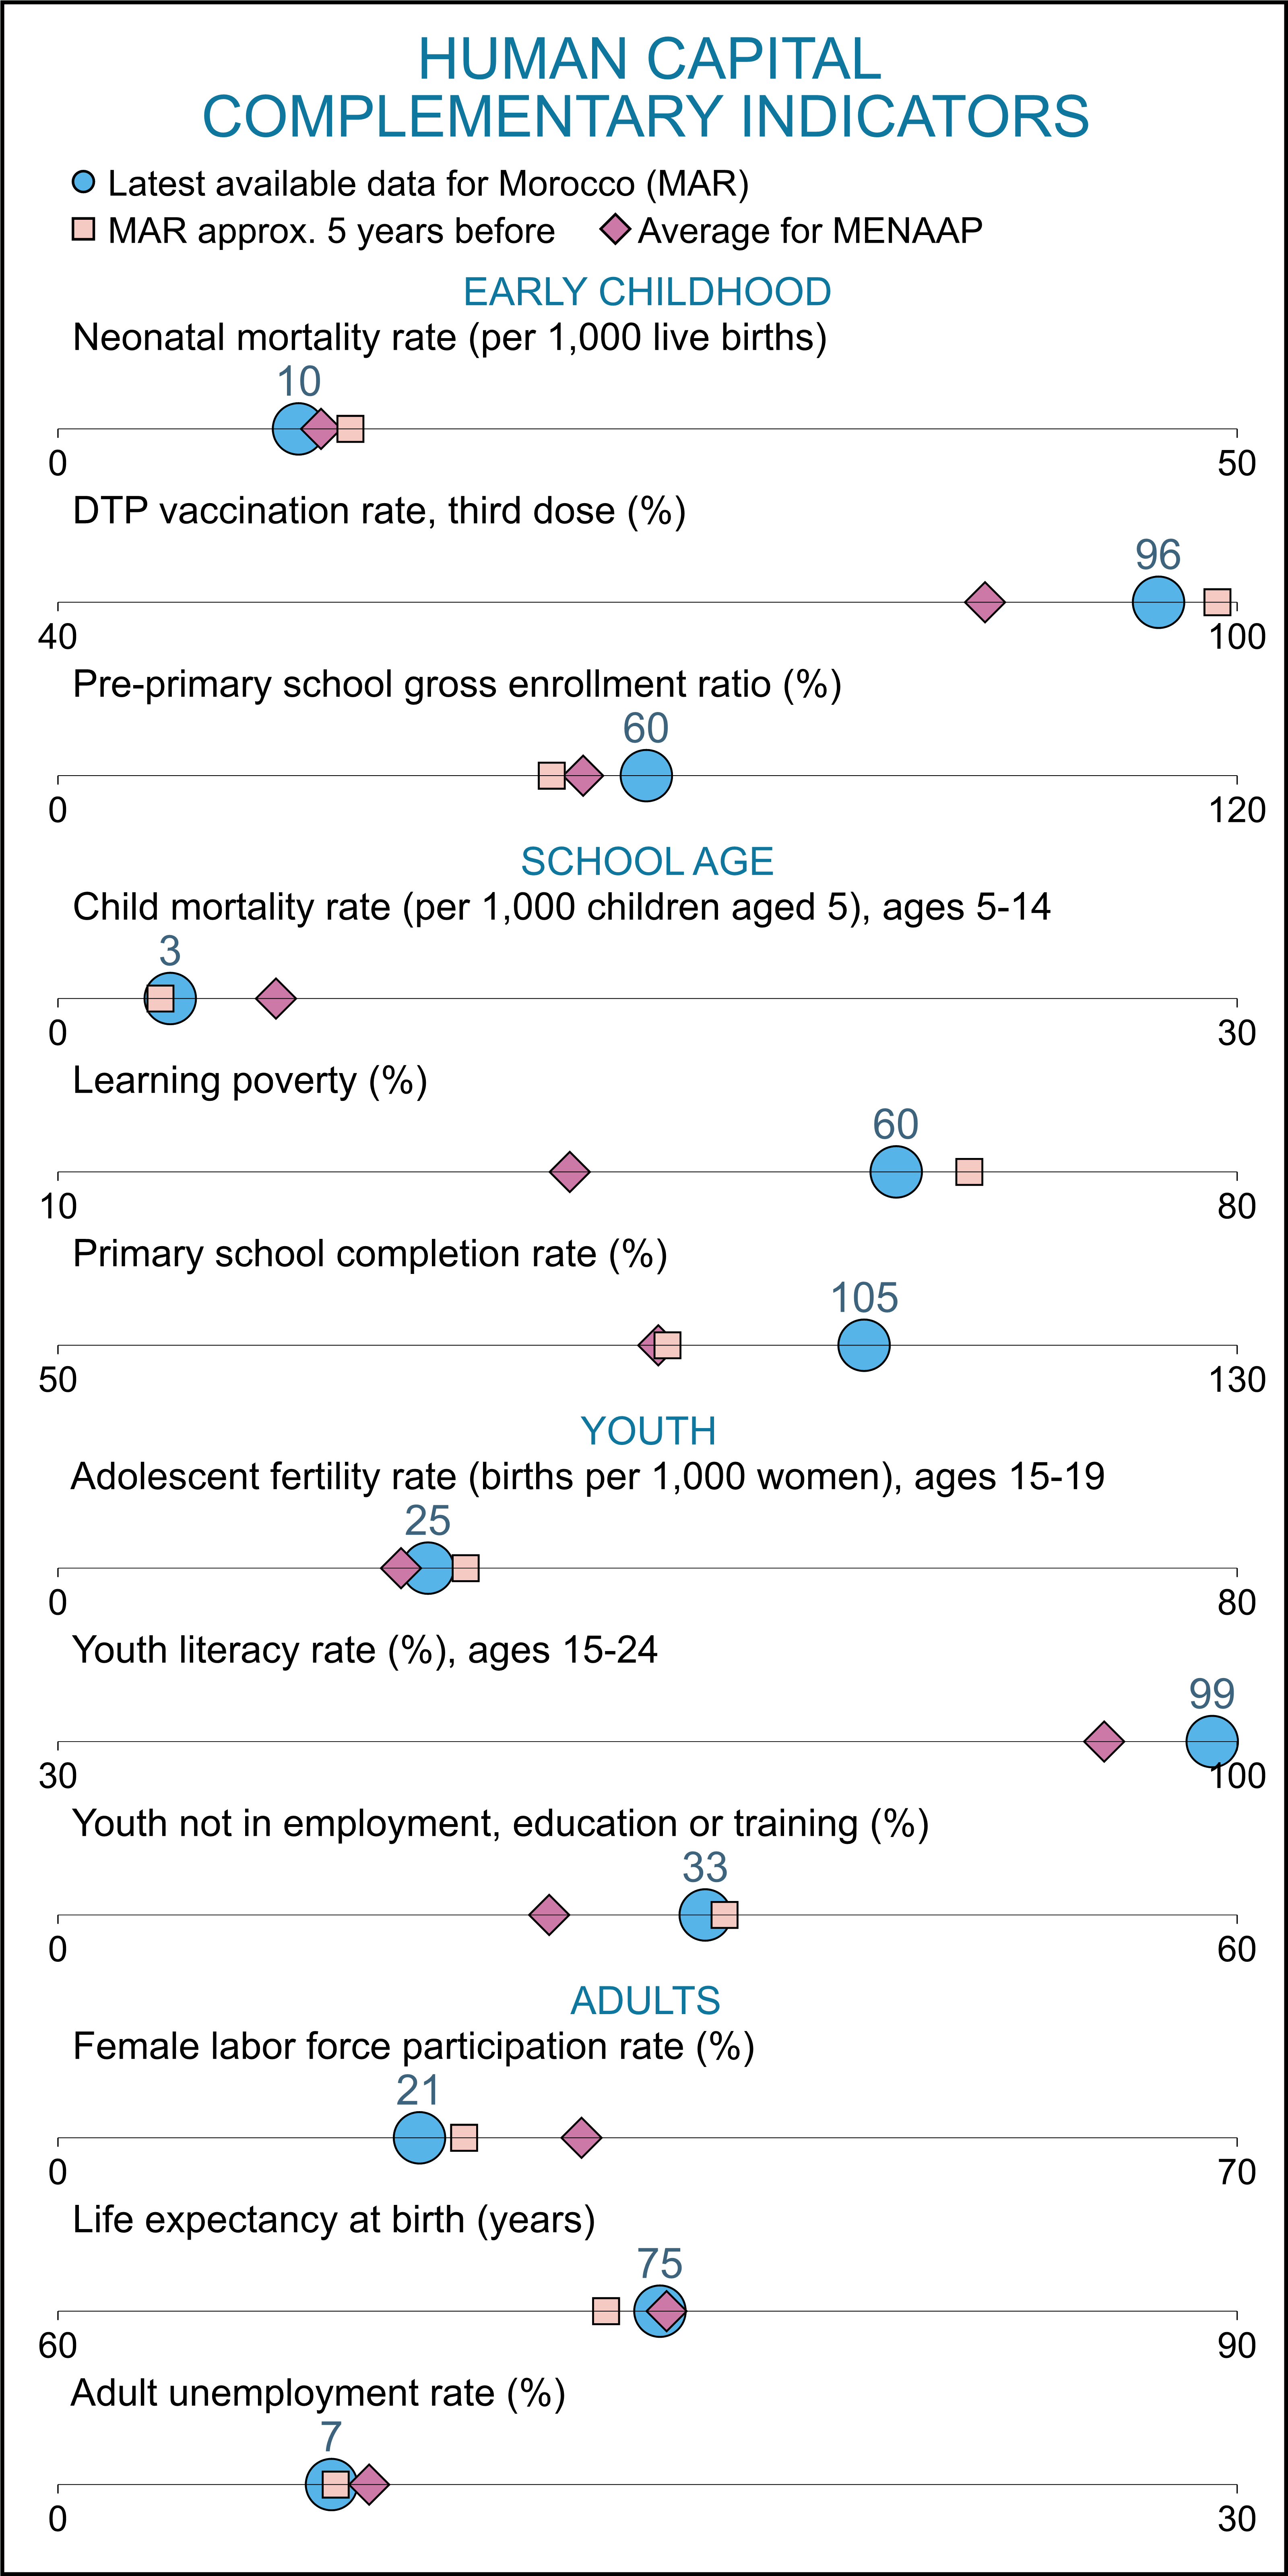 HUMAN CAPITAL
COMPLEMENTARY INDICATORS
Latest available data for Morocco (MAR)
MAR approx. 5 years before Average for MENAAP
EARLY CHILDHOOD
Neonatal mortality rate (per 1,000 live births)
10
0 50
DTP vaccination rate, third dose (%)
96
40 100
Pre-primary school gross enrollment ratio (%)
60
0 120
SCHOOL AGE
Child mortality rate (per 1,000 children aged 5), ages 5-14
3
0 30
Learning poverty (%)
60
10 80
Primary school completion rate (%)
105
50 130
YOUTH
Adolescent fertility rate (births per 1,000 women), ages 15-19
25
0 80
Youth literacy rate (%), ages 15-24
99
30 100
Youth not in employment, education or training (%)
33
0 60
ADULTS
Female labor force participation rate (%)
21
0 70
Life expectancy at birth (years)
75
60 90
Adult unemployment rate (%)
7
0 30